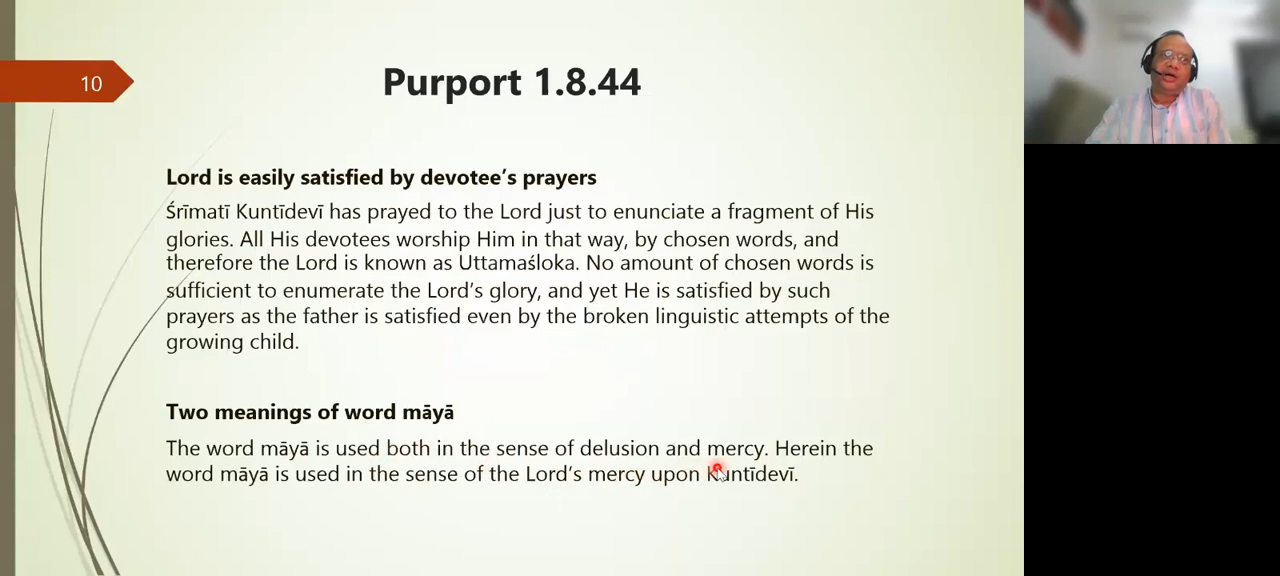 10
Purport 1.8.44
Lord is easily satisfied by devotee’s prayers
Śrīmatī Kuntīdevī has prayed to the Lord just to enunciate a fragment of His
glories. All His devotees worship Him in that way, by chosen words, and
therefore the Lord is known as Uttamaśloka. No amount of chosen words is
sufficient to enumerate the Lord’s glory, and yet He is satisfied by such
prayers as the father is satisfied even by the broken linguistic attempts of the
growing child.
Two meanings of word māyā
The word māyā is used both in the sense of delusion and mercy. Herein the
word māyā is used in the sense of the Lord’s mercy upon Kuntīdevī.